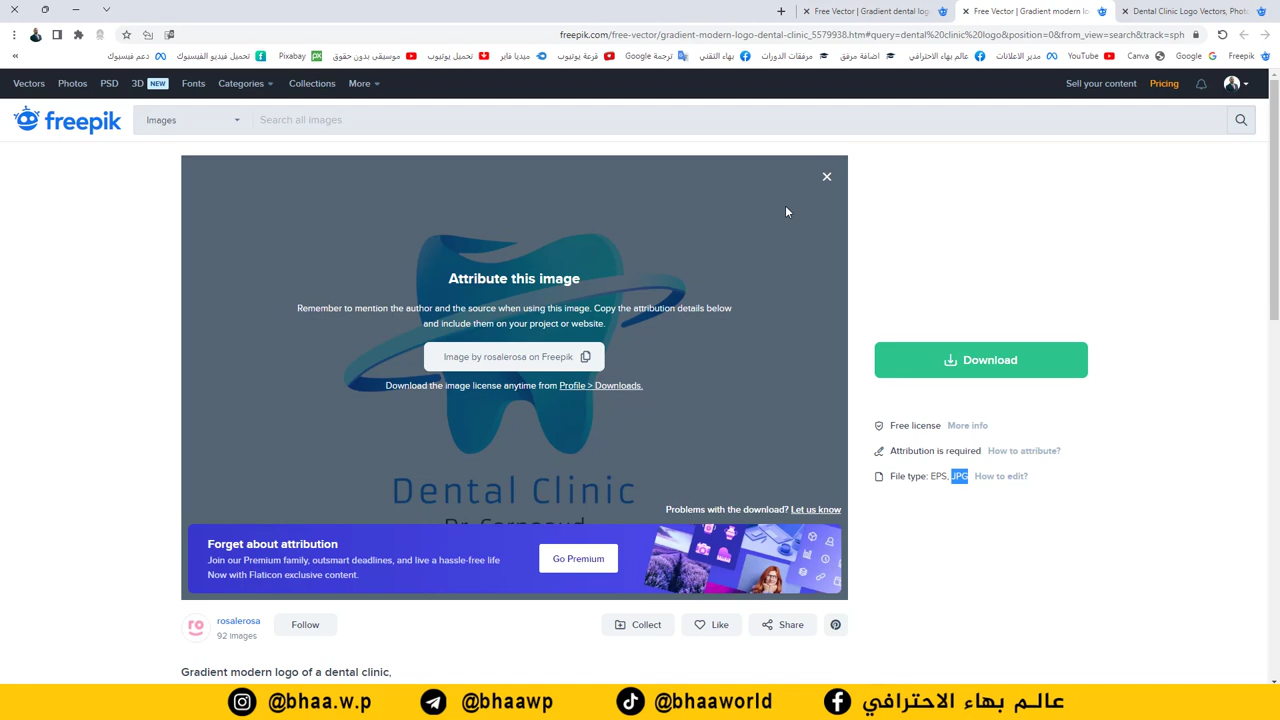 Free Vector | Gradient dental lo
Free Vector | Gradient modern lo
Dental Clinic Logo Vectors, Photo
freepik.com/free-vector/gradient-modern-logo-dental-clinic_5579938.htm#query=dental%20clinic%20logo&position=0&from_view=search&track=sph
دعم فيسبوك
تحميل فيديو الفيسبوك
Pixabay
موسيقى بدون حقوق
تحميل يوتيوب
قرعة يوتيوب
ميديا فاير
ترجمة Google
بهاء التقني
مرفقات الدورات
اضافة مرفق
عالم بهاء الاحترافي
مدير الاعلانات
YouTube
Canva
Google
Freepik
Vectors Photos PSD 3D NEW Fonts Categories Collections More Sell your content Pricing
freepik Images Search all images
Attribute this image
Remember to mention the author and the source when using this image. Copy the attribution details below
and include them on your project or website.
Image by rosalerosa on Freepik
Download the image license anytime from Profile > Downloads.
Dental Clinic
Problems with the download? Let us know
Forget about attribution
Join our Premium family, outsmart deadlines, and live a hassle-free life
Now with Flaticon exclusive content.
Go Premium
Download
Free license More info
Attribution is required How to attribute?
File type: EPS, JPG How to edit?
ro
rosalerosa
92 images
Follow
Collect Like Share
Gradient modern logo of a dental clinic,
@bhaa.w.p @bhaawp @bhaaworld عالم بهاء الاحترافي